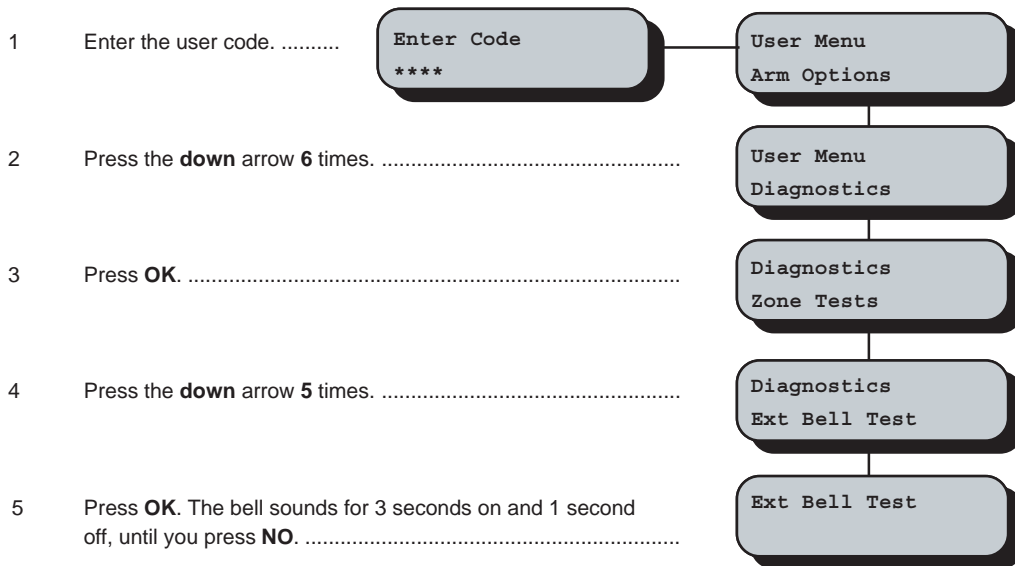 1 Enter the user code. ..........
Enter Code
****
User Menu
Arm Options
2 Press the down arrow 6 times. ...................................................
User Menu
Diagnostics
3 Press OK. ....................................................................................
Diagnostics
Zone Tests
4 Press the down arrow 5 times. ...................................................
Diagnostics
Ext Bell Test
5 Press OK. The bell sounds for 3 seconds on and 1 second
off, until you press NO. ................................................................
Ext Bell Test